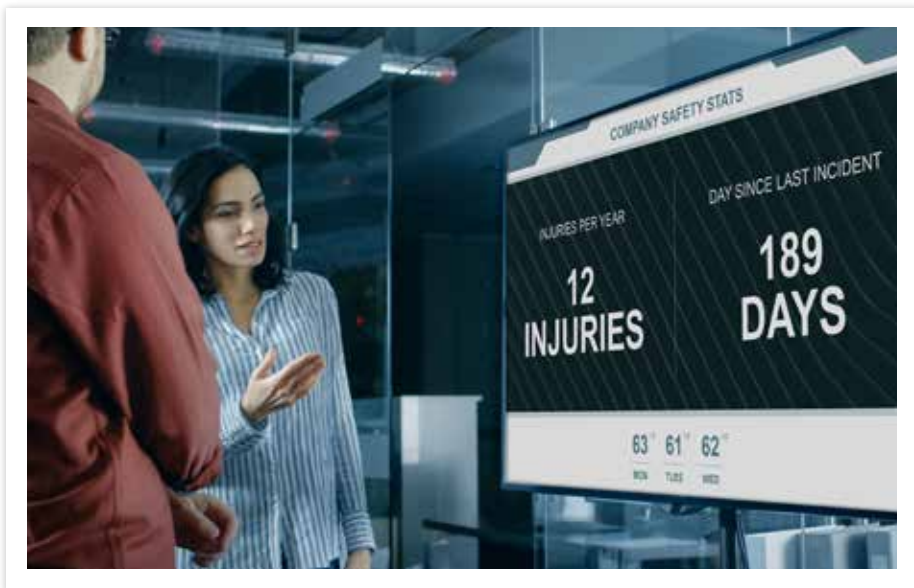 COMPANY SAFETY STATS
INJURIES PER YEAR
12
INJURIES
DAY SINCE LAST INCIDENT
189
DAYS
63 61 62
MON TUES WED